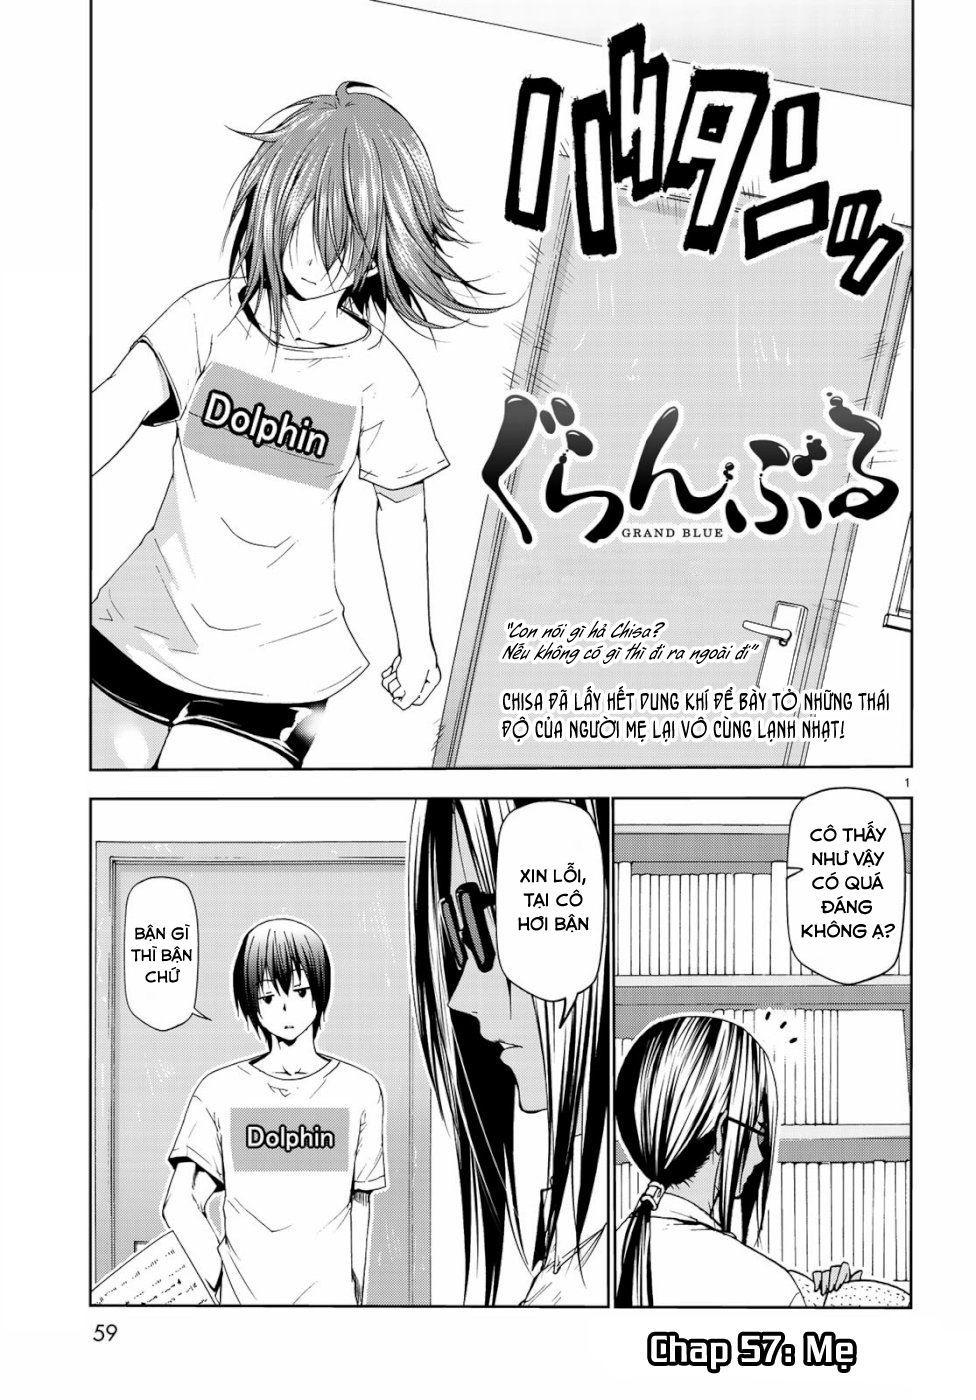 バターンッ
Dolphin
ぐらんぶる
GRAND BLUE
"Con nói gì hả Chisa?
Nếu không có gì thì đi ra ngoài đi"
CHISA ĐÃ LẤY HẾT DUNG KHÍ ĐỂ BÀY TỎ NHỮNG THÁI
ĐỘ CỦA NGƯỜI MẸ LẠI VÔ CÙNG LẠNH NHẠT!
1
CÔ THẤY
NHƯ VẬY
CÓ QUÁ
ĐÁNG
KHÔNG Ạ?
XIN LỖI,
TẠI CÔ
HƠI BẬN
BẬN GÌ
THÌ BẬN
CHỨ
Dolphin
59
Chap 57: Mẹ